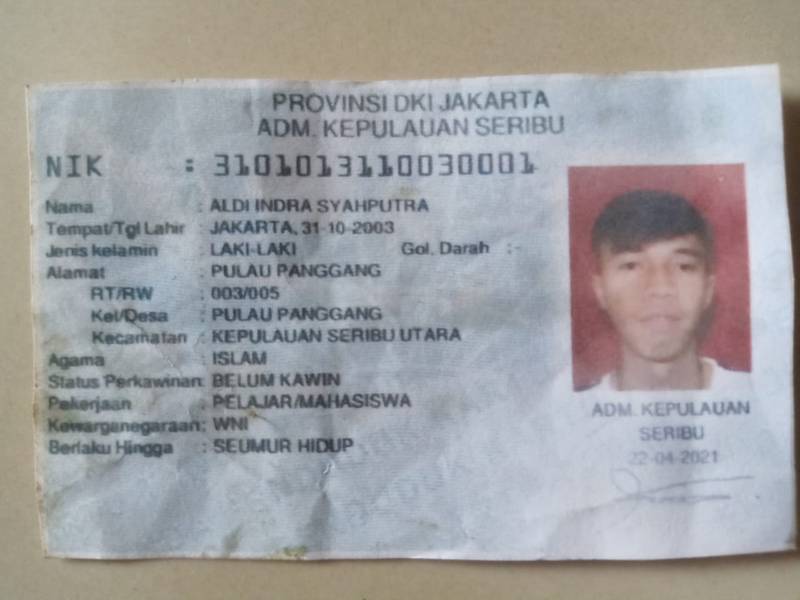 PROVINSI DKI JAKARTA
ADM. KEPULAUAN SERIBU
NIK : 3101013110030001
Nama : ALDI INDRA SYAHPUTRA
Tempat/Tgl Lahir : JAKARTA, 31-10-2003
Jenis kelamin : LAKI-LAKI Gol. Darah :-
Alamat : PULAU PANGGANG
RT/RW : 003/005
Kel/Desa : PULAU PANGGANG
Kecamatan : KEPULAUAN SERIBU UTARA
Agama : ISLAM
Status Perkawinan: BELUM KAWIN
Pekerjaan : PELAJAR/MAHASISWA
Kewarganegaraan: WNI
Berlaku Hingga : SEUMUR HIDUP
ADM. KEPULAUAN
SERIBU
22-04-2021